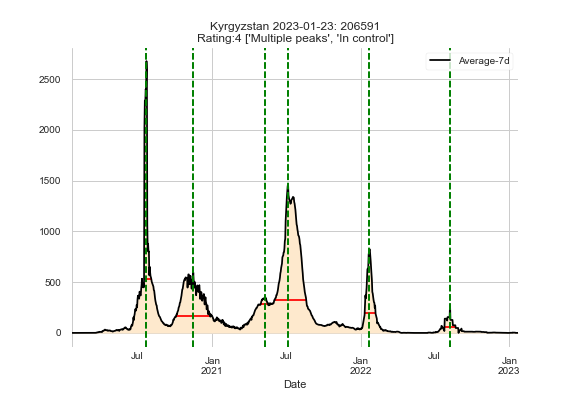 Kyrgyzstan 2023-01-23: 206591
Rating:4 ['Multiple peaks', 'In control']
Average-7d
2500
2000
1500
1000
500
0
Jul
Jan
2021
Jul
Jan
2022
Jul
Jan
2023
Date